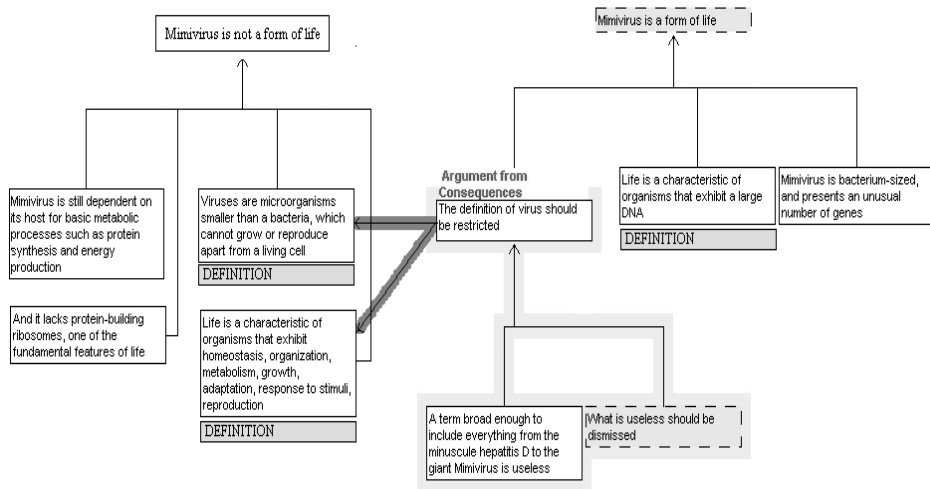 Mimivirus is not a form of life
Mimivirus is a form of life
Mimivirus is still dependent on
its host for basic metabolic
processes such as protein
synthesis and energy
production
And it lacks protein-building
ribosomes, one of the
fundamental features of life
Viruses are microorganisms
smaller than a bacteria, which
cannot grow or reproduce
apart from a living cell
DEFINITION
Life is a characteristic of
organisms that exhibit
homeostasis, organization,
metabolism, growth,
adaptation, response to stimuli,
reproduction
DEFINITION
Argument from
Consequences
The definition of virus should
be restricted
A term broad enough to
include everything from the
minuscule hepatitis D to the
giant Mimivirus is useless
What is useless should be
dismissed
Life is a characteristic of
organisms that exhibit a large
DNA
DEFINITION
Mimivirus is bacterium-sized,
and presents an unusual
number of genes